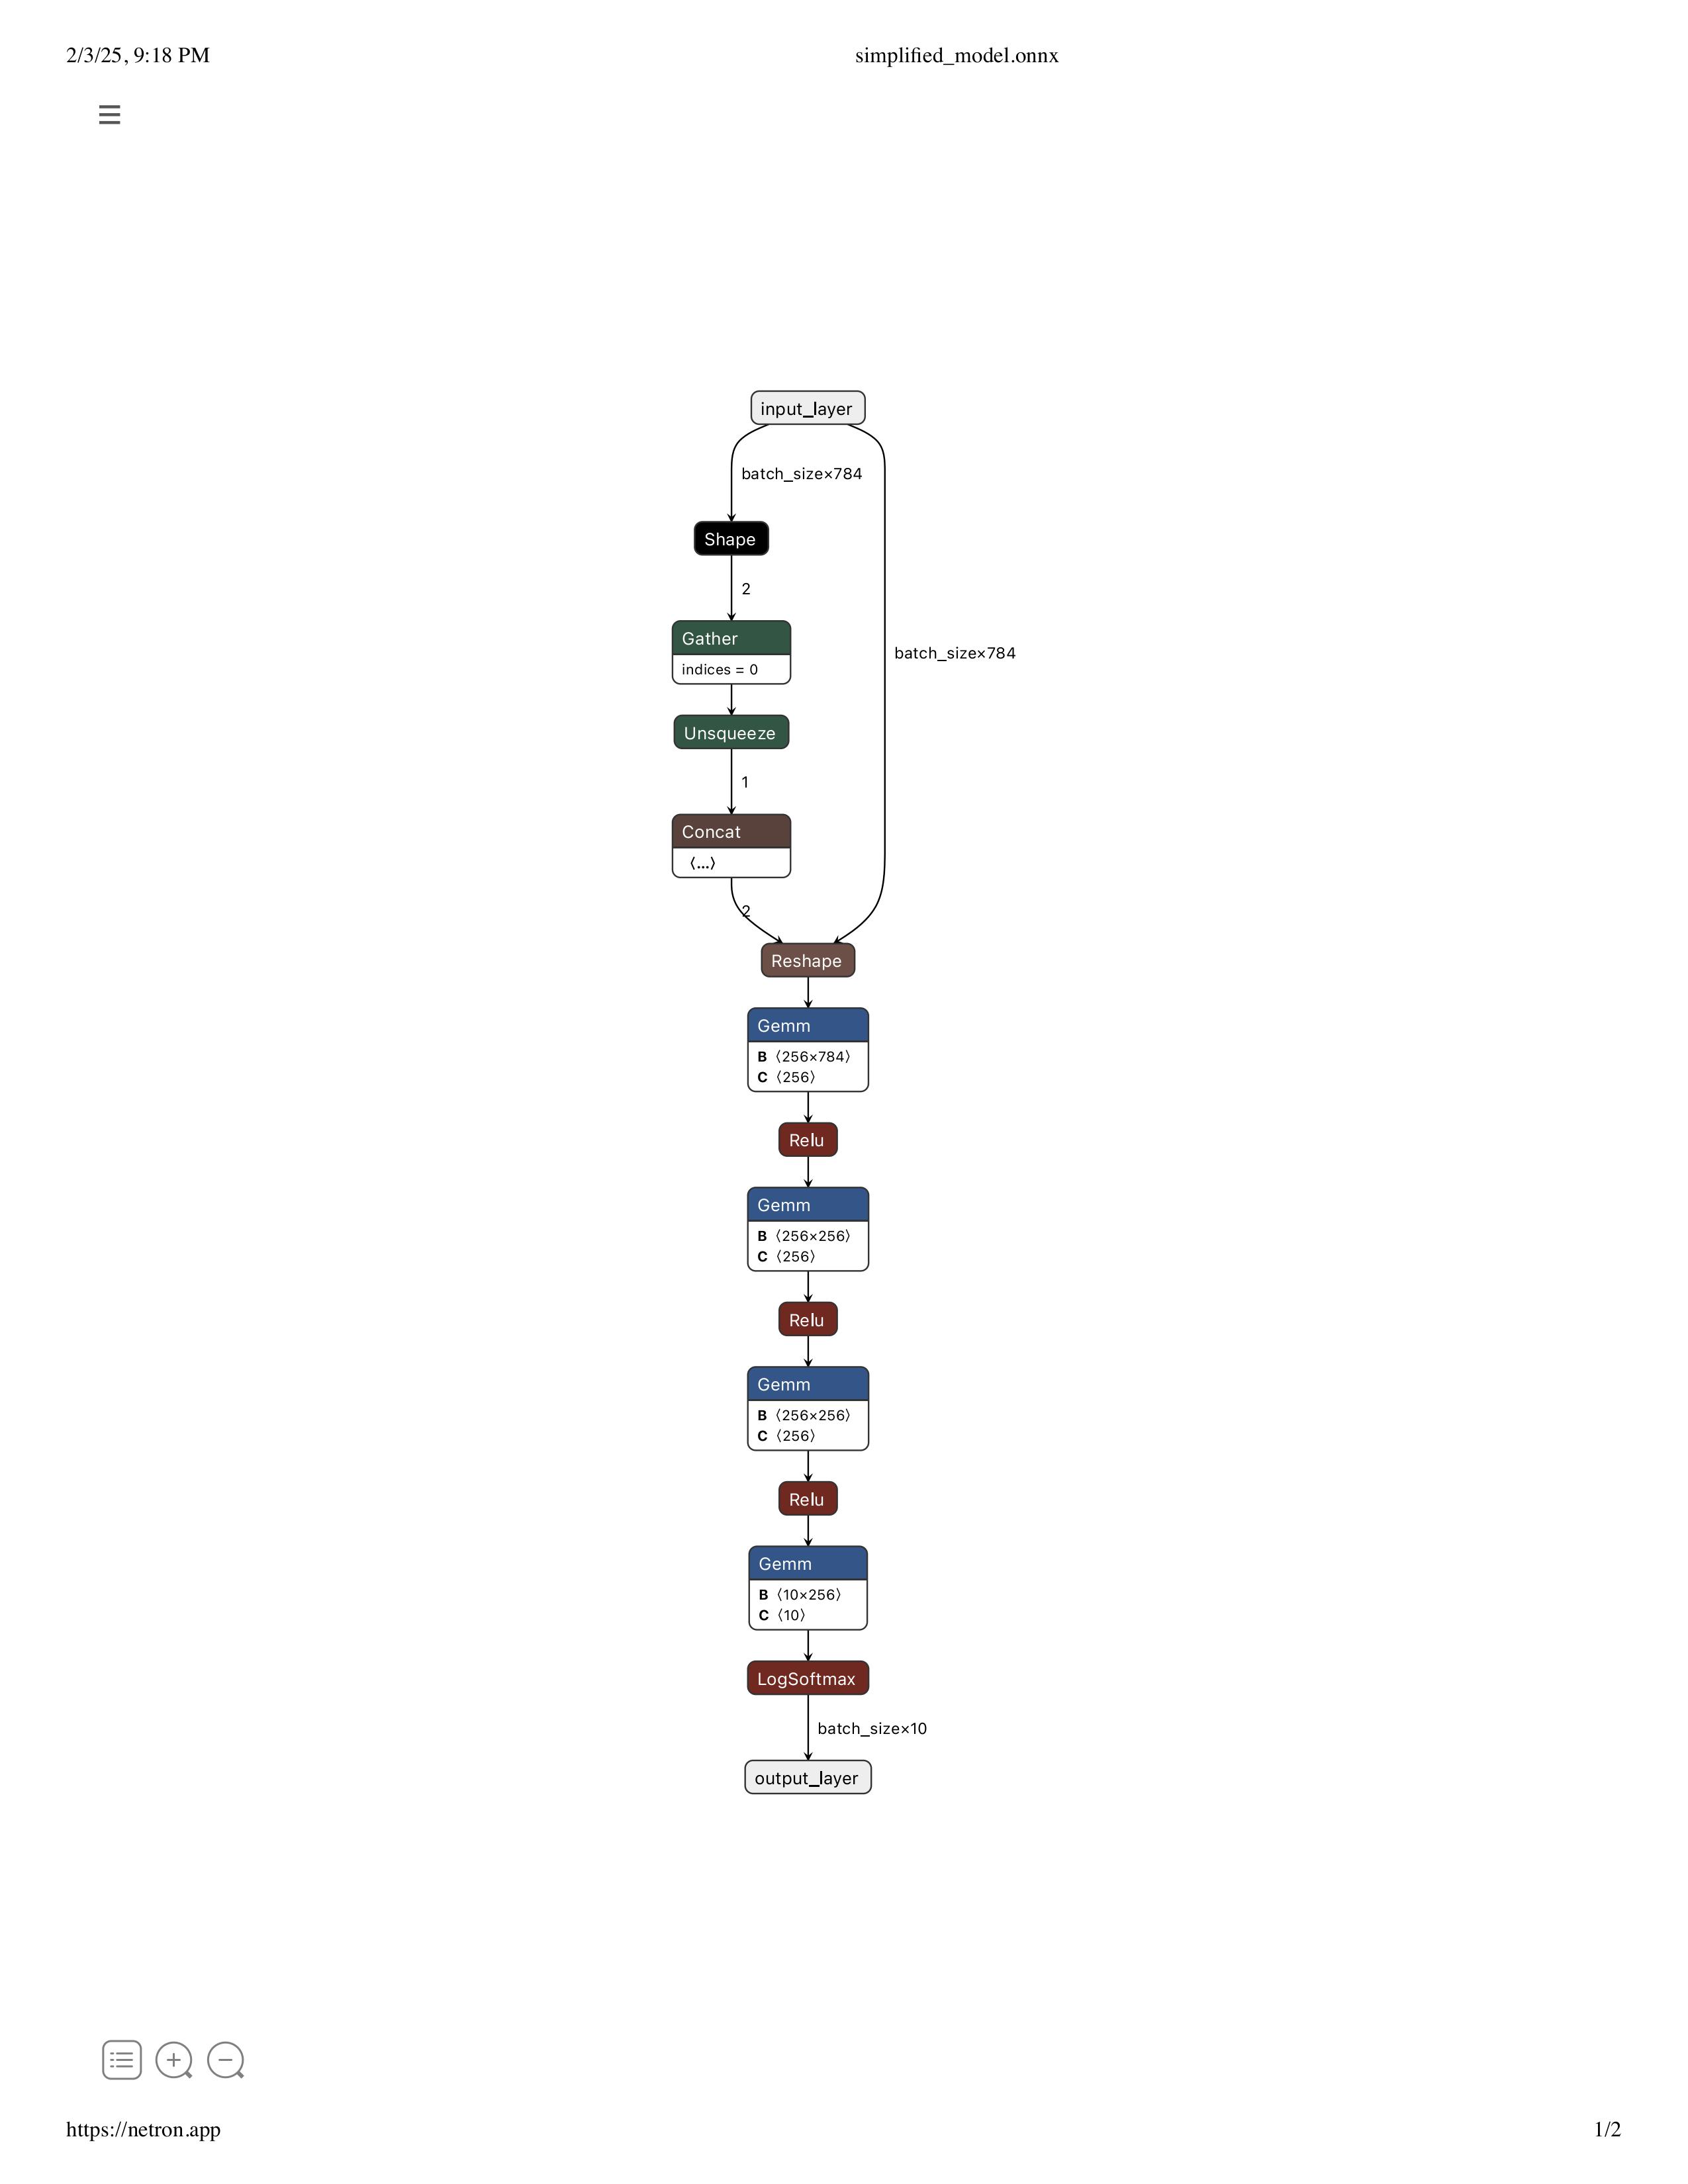 2/3/25, 9:18 PM
simplified_model.onnx
input_layer
batch_size×784
Shape
2
Gather
indices = 0
batch_size×784
Unsqueeze
1
Concat
⟨...⟩
2
Reshape
Gemm
B ⟨256×784⟩
C ⟨256⟩
Relu
Gemm
B ⟨256×256⟩
C ⟨256⟩
Relu
Gemm
B ⟨256×256⟩
C ⟨256⟩
Relu
Gemm
B ⟨10×256⟩
C ⟨10⟩
LogSoftmax
batch_size×10
output_layer
https://netron.app
1/2